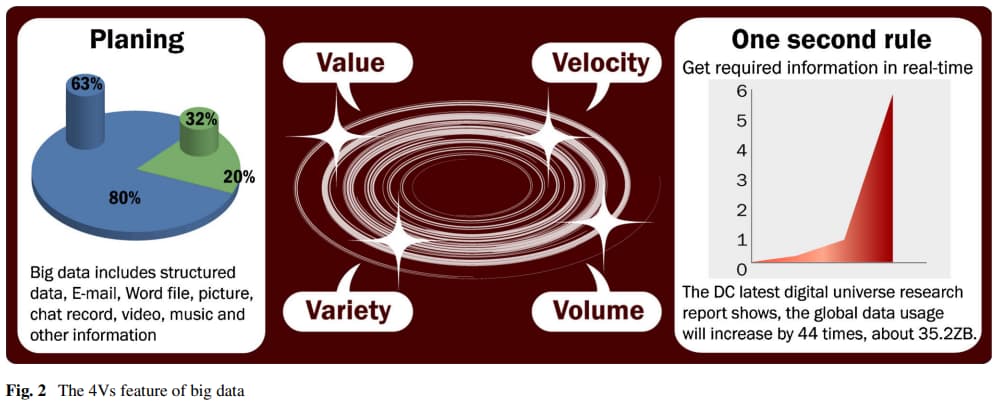 Planing
63%
32%
20%
80%
Big data includes structured
data, E-mail, Word file, picture,
chat record, video, music and
other information
Value
Velocity
Variety
Volume
One second rule
Get required information in real-time
6
5
4
3
2
1
0
The DC latest digital universe research
report shows, the global data usage
will increase by 44 times, about 35.2ZB.
Fig. 2 The 4Vs feature of big data